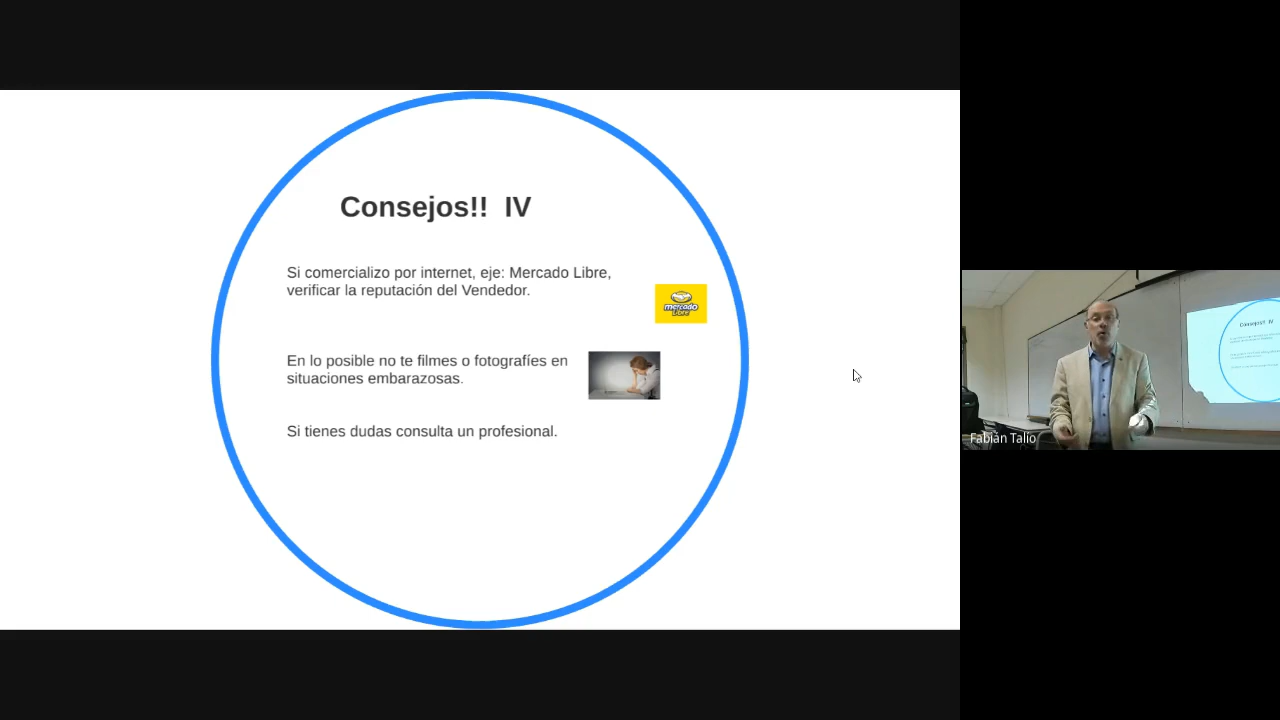 Consejos!! IV
Si comercializo por internet, eje: Mercado Libre,
verificar la reputación del Vendedor.
mercado
libre
En lo posible no te filmes o fotografíes en
situaciones embarazosas.
Si tienes dudas consulta un profesional.
Consejos!! IV
Fabián Talio